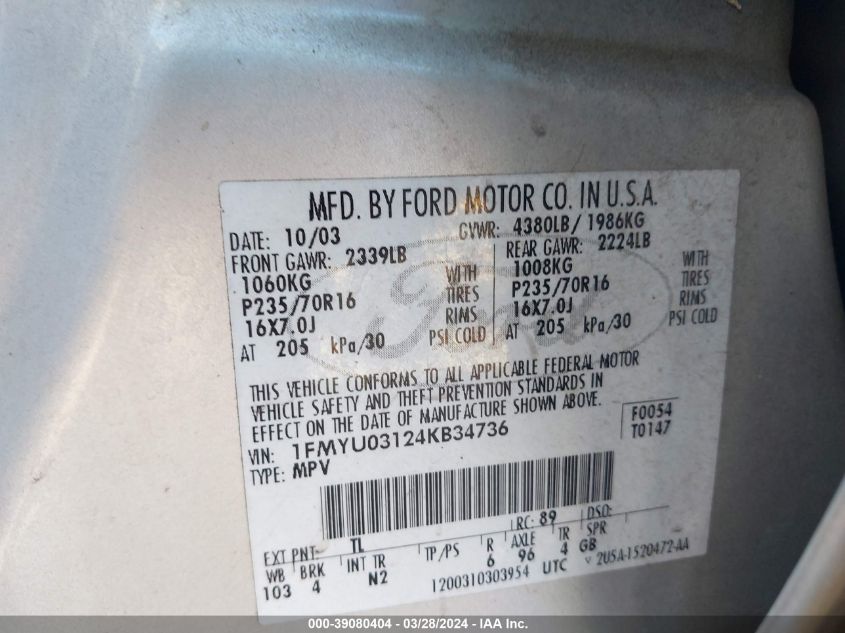 MFD. BY FORD MOTOR CO. IN U.S.A.
DATE: 10/03 GVWR: 4380LB/ 1986KG
FRONT GAWR: 2339LB REAR GAWR: 2224LB
1060KG WITH 1008KG WITH
P235/70R16 TIRES P235/70R16 TIRES
16X7.0J RIMS 16X7.0J RIMS
AT 205 kPa/30 PSI COLD AT 205 kPa/30 PSI COLD
Ford
THIS VEHICLE CONFORMS TO ALL APPLICABLE FEDERAL MOTOR
VEHICLE SAFETY AND THEFT PREVENTION STANDARDS IN
EFFECT ON THE DATE OF MANUFACTURE SHOWN ABOVE.
F0054
VIN: 1FMYU03124KB34736 T0147
TYPE: MPV
RC: 89 DSO:
EXT PNT: TL
WB BRK INT TR TP/PS R AXLE TR SPR
103 4 N2 6 96 4 GB
1200310303954 UTC V 2U5A-1520472-AA
000-39080404 / 03/28/2024 - IAA Inc.